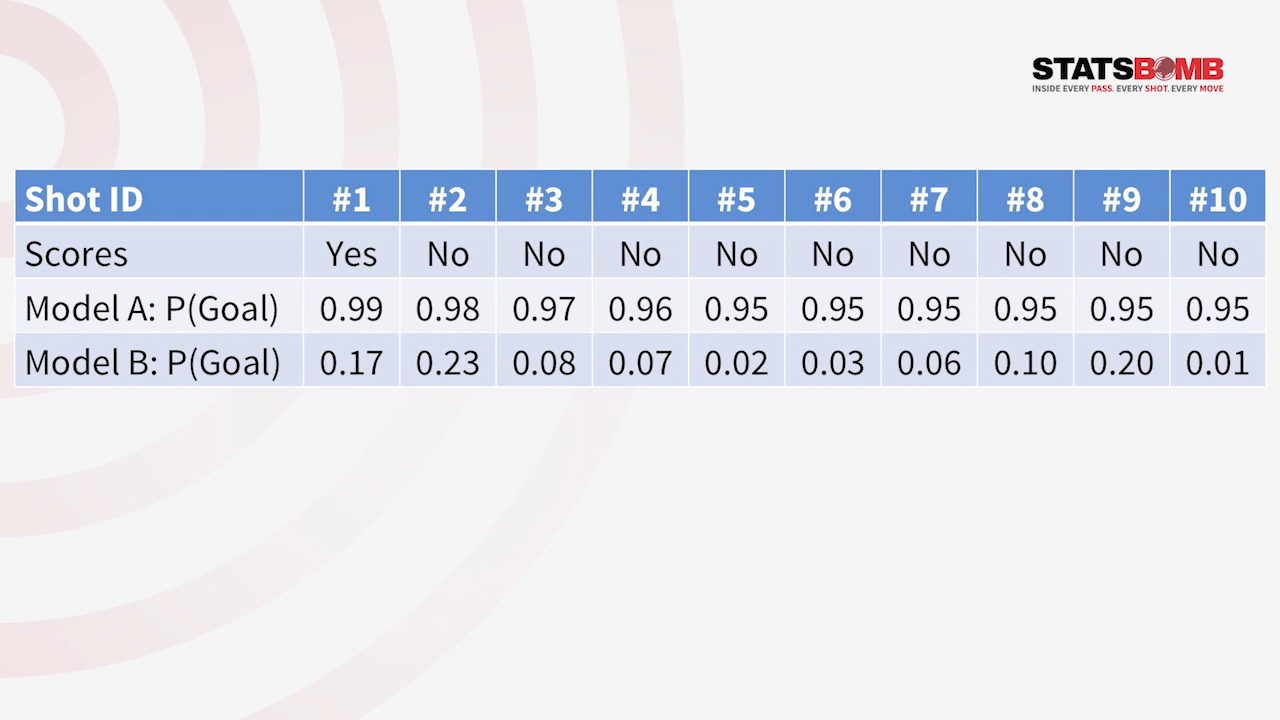 STATSBOMB
INSIDE EVERY PASS. EVERY SHOT. EVERY MOVE
Shot ID #1 #2 #3 #4 #5 #6 #7 #8 #9 #10
Scores Yes No No No No No No No No No
Model A: P(Goal) 0.99 0.98 0.97 0.96 0.95 0.95 0.95 0.95 0.95 0.95
Model B: P(Goal) 0.17 0.23 0.08 0.07 0.02 0.03 0.06 0.10 0.20 0.01